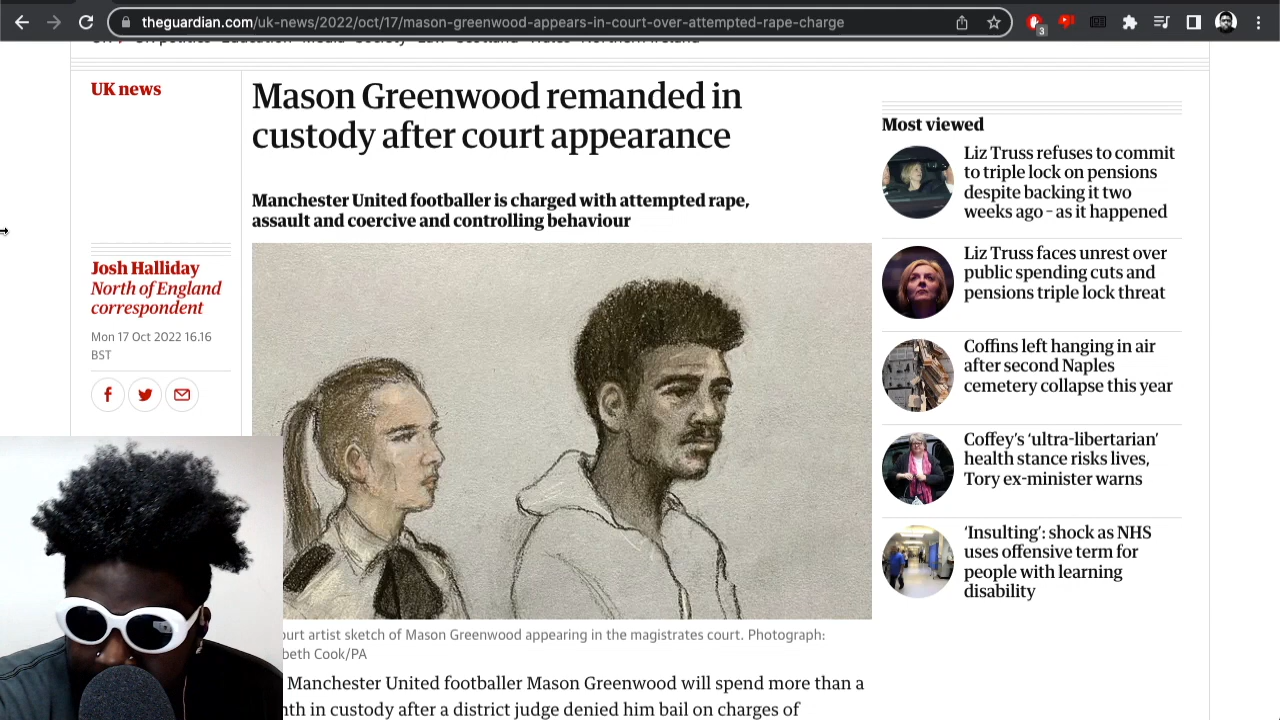 theguardian.com/uk-news/2022/oct/17/mason-greenwood-appears-in-court-over-attempted-rape-charge
3
UK news
Mason Greenwood remanded in
custody after court appearance
Manchester United footballer is charged with attempted rape,
assault and coercive and controlling behaviour
Josh Halliday
North of England
correspondent
Mon 17 Oct 2022 16.16
BST
ourt artist sketch of Mason Greenwood appearing in the magistrates court. Photograph:
beth Cook/PA
Manchester United footballer Mason Greenwood will spend more than a
nth in custody after a district judge denied him bail on charges of
Most viewed
Liz Truss refuses to commit
to triple lock on pensions
despite backing it two
weeks ago – as it happened
Liz Truss faces unrest over
public spending cuts and
pensions triple lock threat
Coffins left hanging in air
after second Naples
cemetery collapse this year
Coffey's 'ultra-libertarian'
health stance risks lives,
Tory ex-minister warns
'Insulting': shock as NHS
uses offensive term for
people with learning
disability